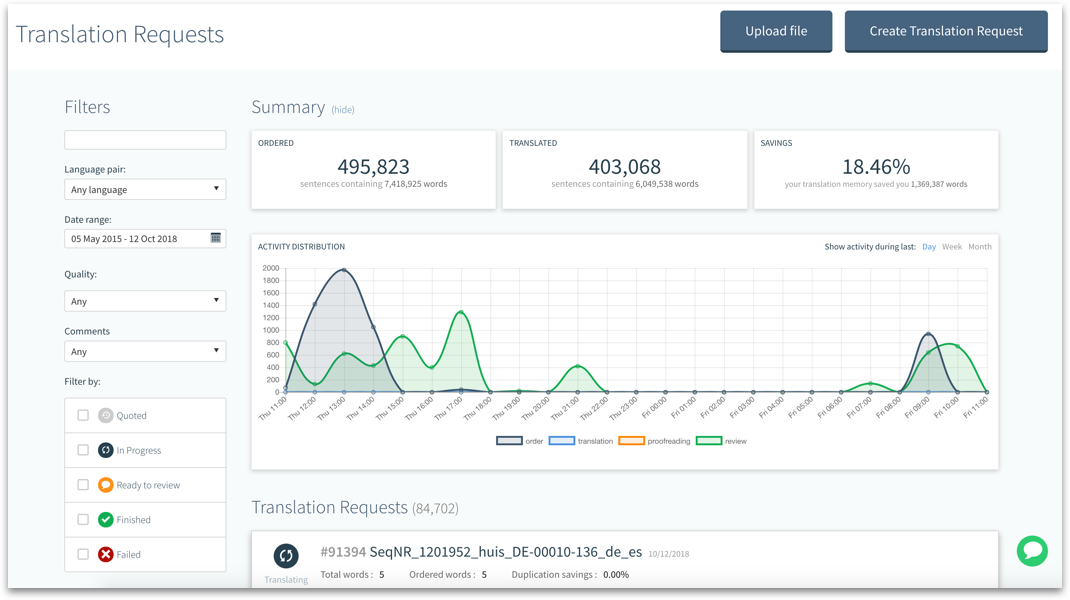 Translation Requests
Upload file
Create Translation Request
Filters
Language pair:
Any language
Date range:
05 May 2015 - 12 Oct 2018
Quality:
Any
Comments
Any
Filter by:
Quoted
In Progress
Ready to review
Finished
Failed
Summary (hide)
ORDERED
495,823
sentences containing 7,418,925 words
TRANSLATED
403,068
sentences containing 6,049,538 words
SAVINGS
18.46%
your translation memory saved you 1,369,387 words
ACTIVITY DISTRIBUTION
Show activity during last: Day Week Month
2000
1800
1600
1400
1200
1000
800
600
400
200
0
Thu 11:00
Thu 12:00
Thu 13:00
Thu 14:00
Thu 15:00
Thu 16:00
Thu 17:00
Thu 18:00
Thu 19:00
Thu 20:00
Thu 21:00
Thu 22:00
Thu 23:00
Fri 00:00
Fri 01:00
Fri 02:00
Fri 03:00
Fri 04:00
Fri 05:00
Fri 06:00
Fri 07:00
Fri 08:00
Fri 09:00
Fri 10:00
Fri 11:00
order translation proofreading review
Translation Requests (84,702)
#91394 SeqNR_1201952_huis_DE-00010-136_de_es 10/12/2018
Translating
Total words : 5 Ordered words : 5 Duplication savings : 0.00%